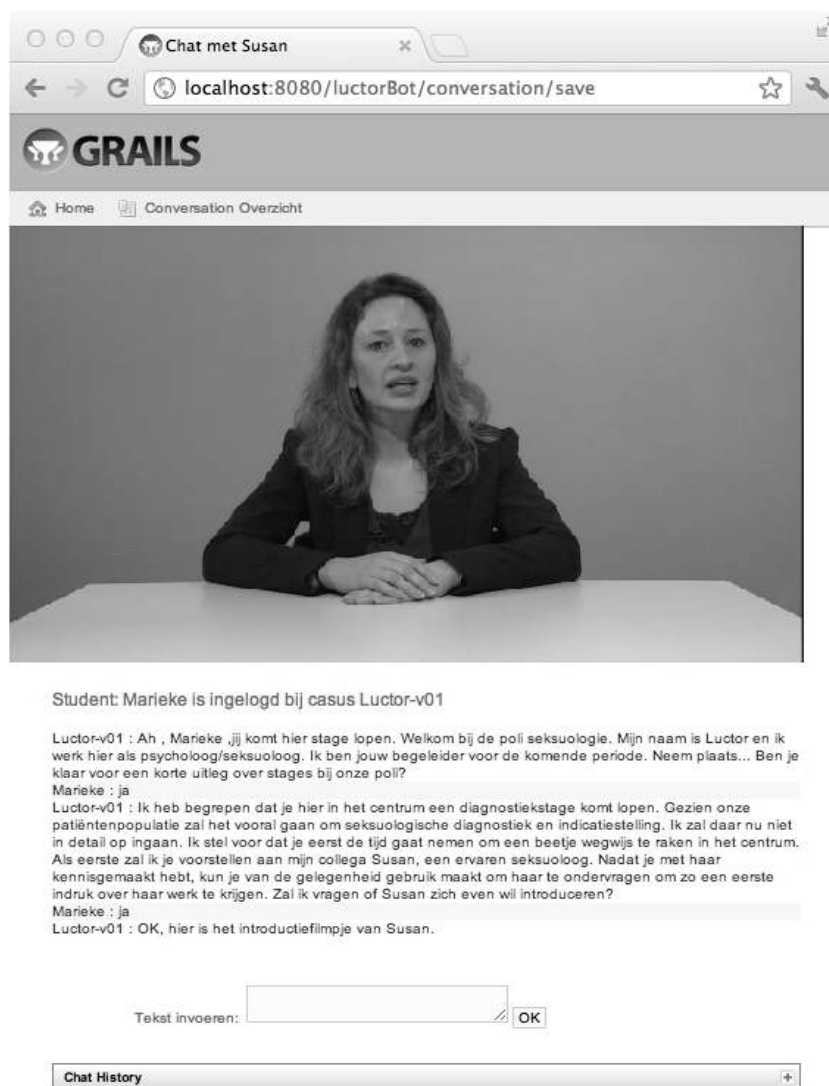 Chat met Susan
localhost:8080/luctorBot/conversation/save
GRAILS
Home Conversation Overzicht
Student: Marieke is ingelogd bij casus Luctor-v01
Luctor-v01 : Ah , Marieke ,jij komt hier stage lopen. Welkom bij de poli seksuologie. Mijn naam is Luctor en ik
werk hier als psycholoog/seksuoloog. Ik ben jouw begeleider voor de komende periode. Neem plaats... Ben je
klaar voor een korte uitleg over stages bij onze poli?
Marieke : ja
Luctor-v01 : Ik heb begrepen dat je hier in het centrum een diagnostiekstage komt lopen. Gezien onze
patiëntenpopulatie zal het vooral gaan om seksuologische diagnostiek en indicatiestelling. Ik zal daar nu niet
in detail op ingaan. Ik stel voor dat je eerst de tijd gaat nemen om een beetje wegwijs te raken in het centrum.
Als eerste zal ik je voorstellen aan mijn collega Susan, een ervaren seksuoloog. Nadat je met haar
kennisgemaakt hebt, kun je van de gelegenheid gebruik maakt om haar te ondervragen om zo een eerste
indruk over haar werk te krijgen. Zal ik vragen of Susan zich even wil introduceren?
Marieke : ja
Luctor-v01 : OK, hier is het introductiefilmpje van Susan.
Tekst invoeren: OK
Chat History